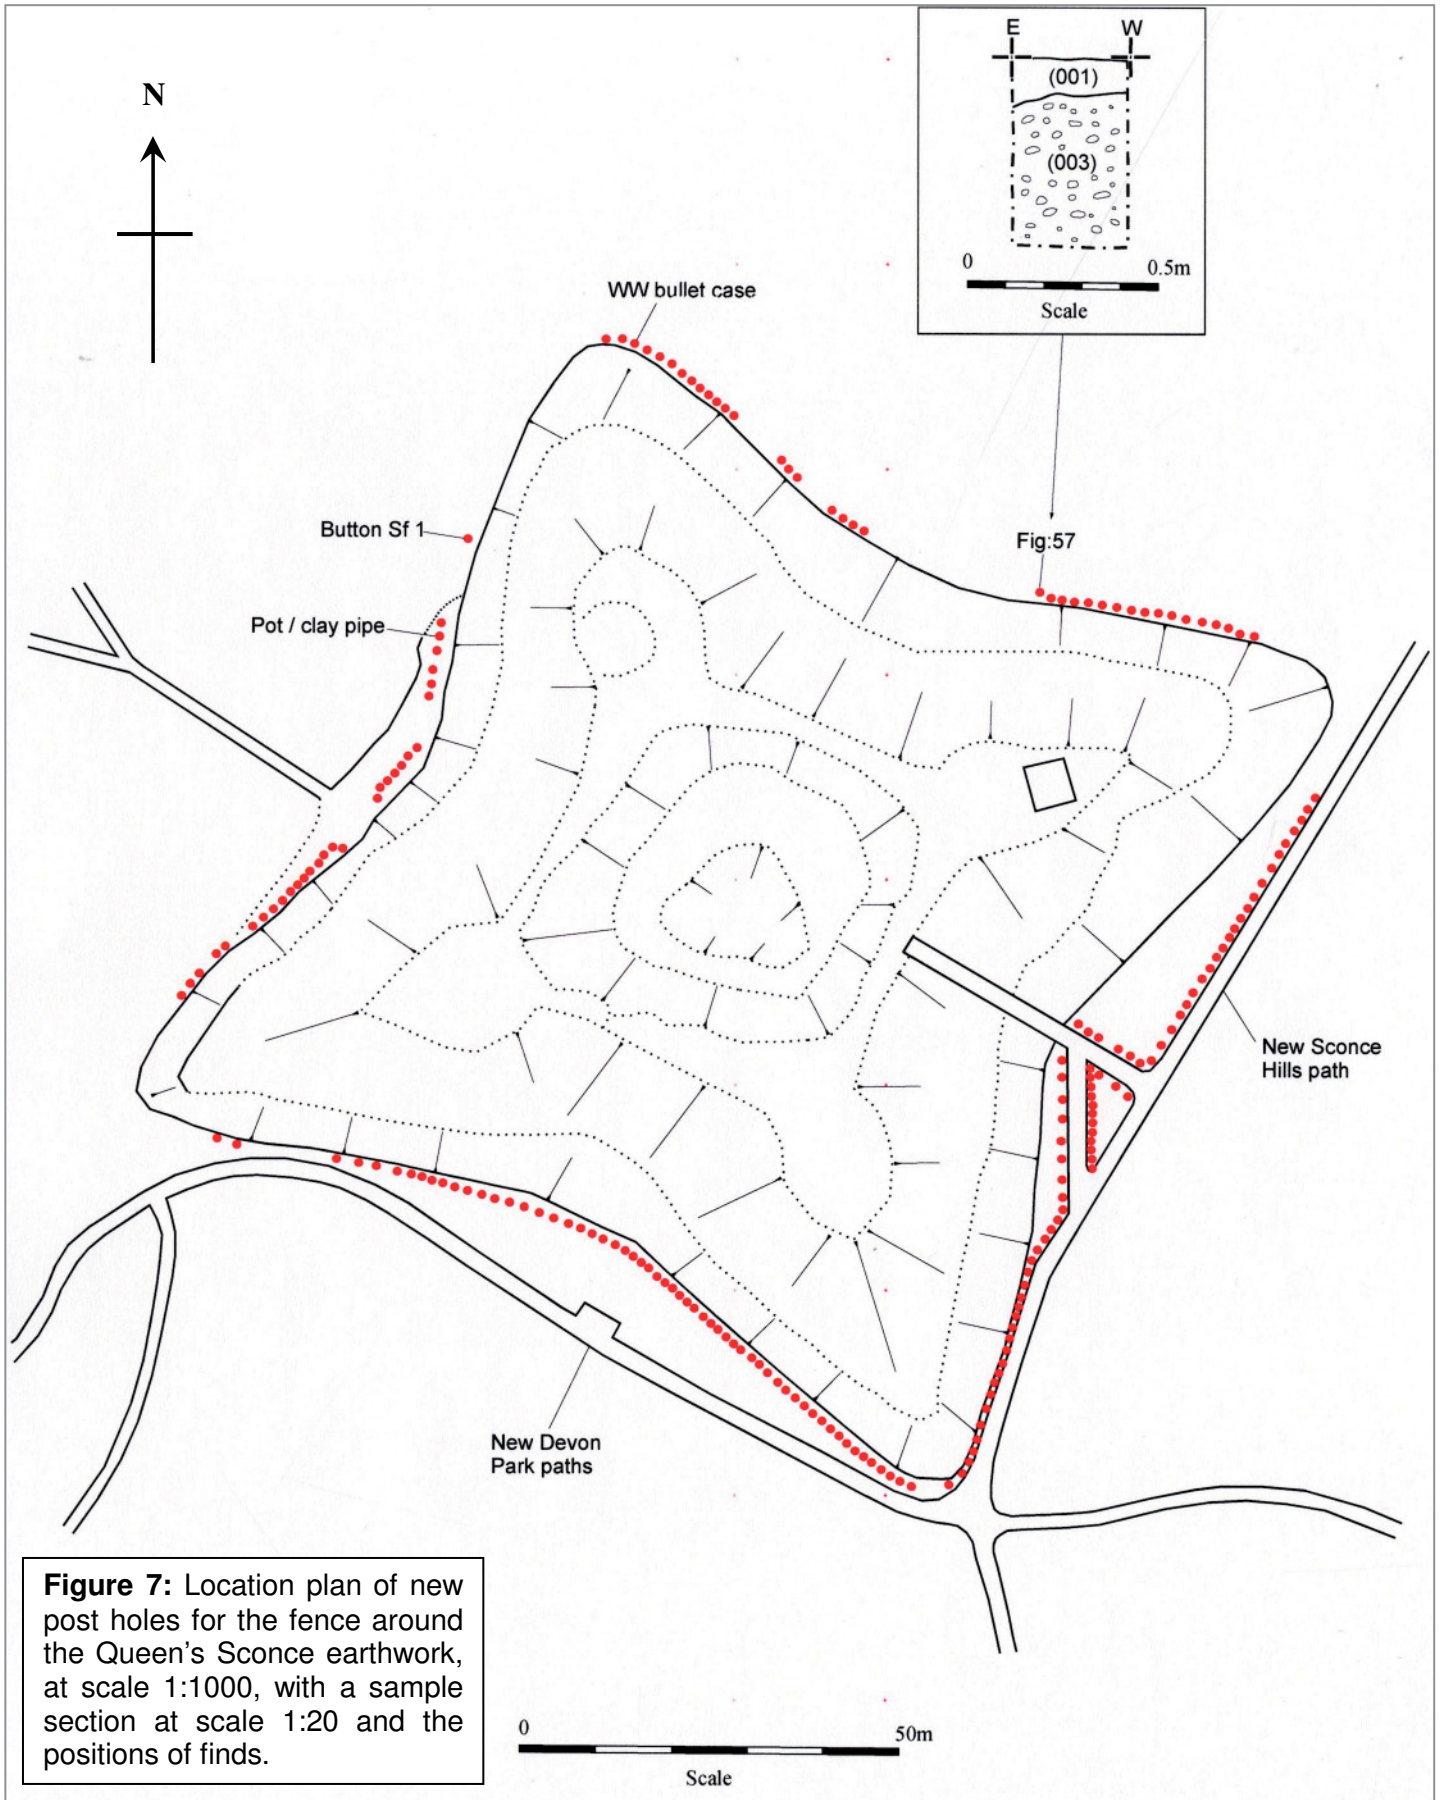 E W
(001)
N
(003)
0 0.5m
Scale
WW bullet case
Button Sf 1
Fig:57
Pot / clay pipe
New Sconce
Hills path
New Devon
Park paths
Figure 7: Location plan of new
post holes for the fence around
the Queen's Sconce earthwork,
at scale 1:1000, with a sample
section at scale 1:20 and the
positions of finds.
0 50m
Scale